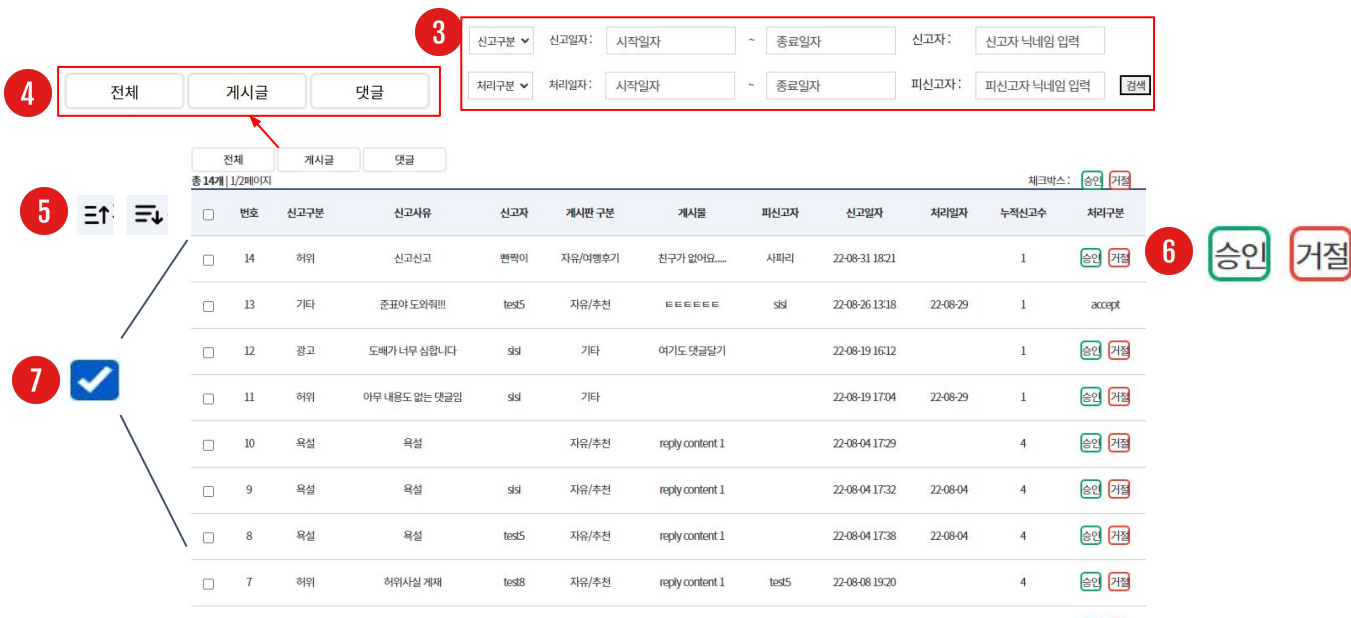 3 신고구분 신고일자 : 시작일자 ~ 종료일자 신고자 : 신고자 닉네임 입력
처리구분 처리일자 : 시작일자 ~ 종료일자 피신고자 : 피신고자 닉네임 입력 검색
4 전체 게시글 댓글
전체 게시글 댓글
총 14개 | 1/2페이지 체크박스 : 승인 거절
5 번호 신고구분 신고사유 신고자 게시판 구분 게시물 피신고자 신고일자 처리일자 누적신고수 처리구분
6 승인 거절
14 허위 신고신고 빤짝이 자유/여행후기 친구가 없어요..... 사파리 22-08-31 18:21 1 승인 거절
13 기타 준표야 도와줘!!! test5 자유/추천 ㅌㅌㅌㅌㅌㅌ sisi 22-08-26 13:18 22-08-29 1 accept
12 광고 도배가 너무 심합니다 sisi 기타 여기도 댓글달기 22-08-19 16:12 1 승인 거절
7
11 허위 아무 내용도 없는 댓글임 sisi 기타 22-08-19 17:04 22-08-29 1 승인 거절
10 욕설 욕설 자유/추천 reply content 1 22-08-04 17:29 4 승인 거절
9 욕설 욕설 sisi 자유/추천 reply content 1 22-08-04 17:32 22-08-04 4 승인 거절
8 욕설 욕설 test5 자유/추천 reply content 1 22-08-04 17:38 22-08-04 4 승인 거절
7 허위 허위사실 게재 test8 자유/추천 reply content 1 test5 22-08-08 19:20 4 승인 거절